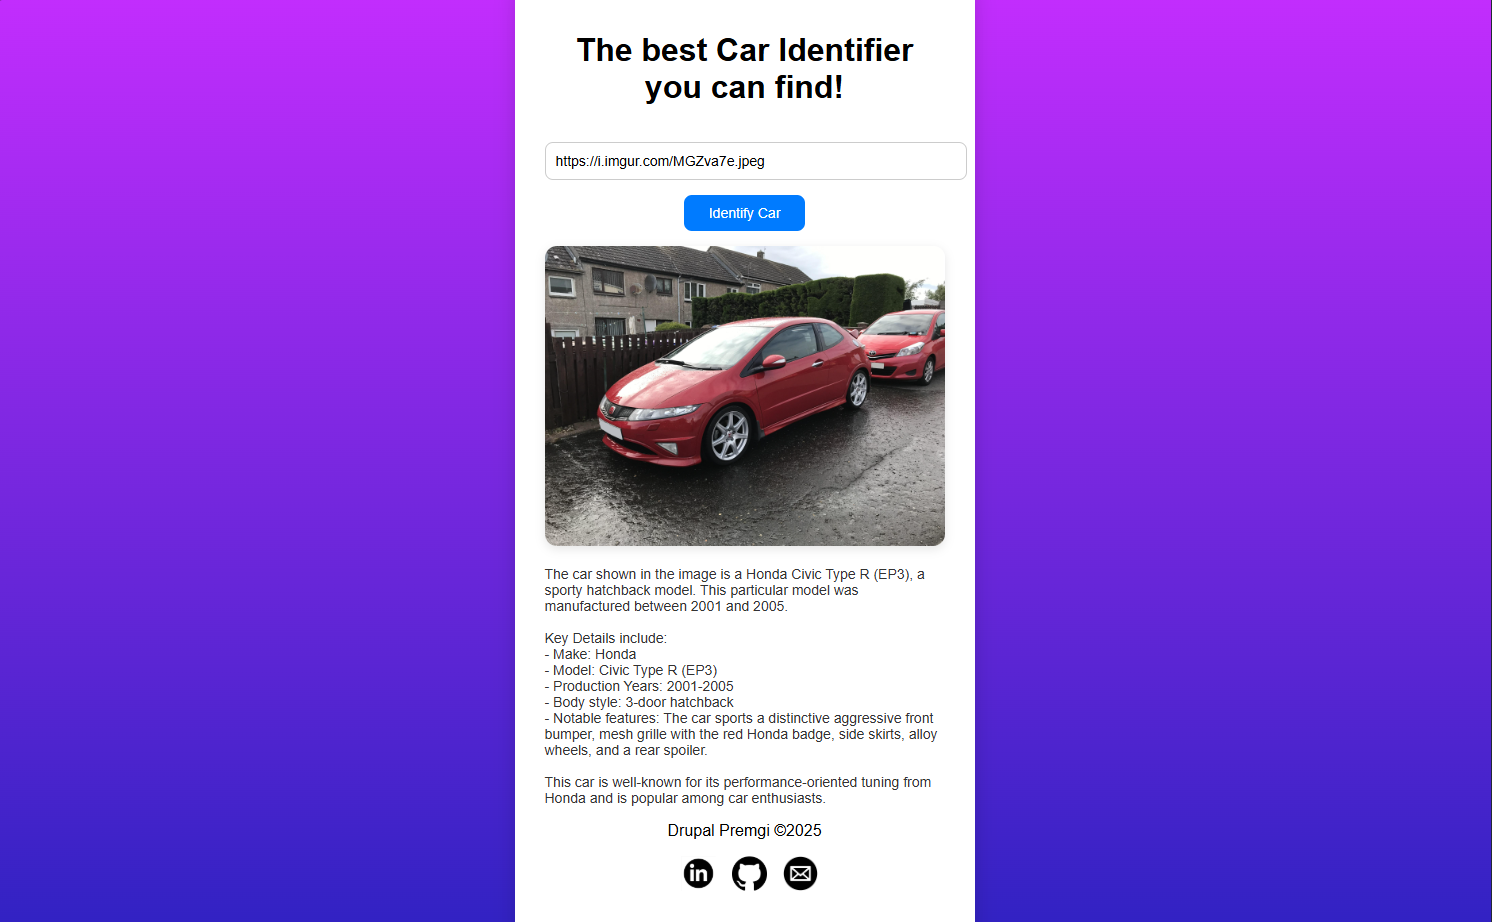 The best Car Identifier
you can find!
https://i.imgur.com/MGZva7e.jpeg
Identify Car
The car shown in the image is a Honda Civic Type R (EP3), a
sporty hatchback model. This particular model was
manufactured between 2001 and 2005.
Key Details include:
- Make: Honda
- Model: Civic Type R (EP3)
- Production Years: 2001-2005
- Body style: 3-door hatchback
- Notable features: The car sports a distinctive aggressive front
bumper, mesh grille with the red Honda badge, side skirts, alloy
wheels, and a rear spoiler.
This car is well-known for its performance-oriented tuning from
Honda and is popular among car enthusiasts.
Drupal Premgi ©2025
in